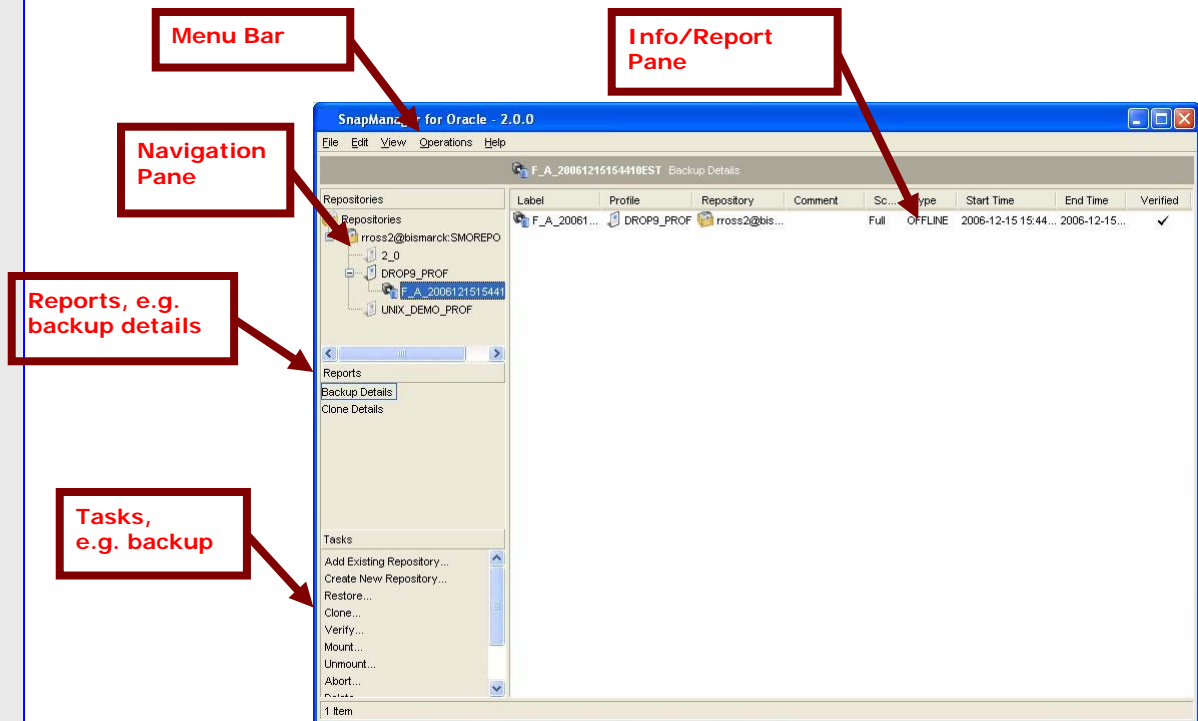 Menu Bar
Info/Report
Pane
SnapManager for Oracle - 2.0.0
File Edit View Operations Help
Navigation
Pane
F_A_20061215154410EST Backup Details
Repositories
Label Profile Repository Comment Sc... Type Start Time End Time Verified
Repositories
F_A_20061... DROP9_PROF rross2@bis... Full OFFLINE 2006-12-15 15:44... 2006-12-15...
rross2@bismarck:SMOREPO
2_0
DROP9_PROF
F_A_2006121515441
UNIX_DEMO_PROF
Reports, e.g.
backup details
Reports
Backup Details
Clone Details
Tasks,
e.g. backup
Tasks
Add Existing Repository...
Create New Repository...
Restore...
Clone...
Verify...
Mount...
Unmount...
Abort...
1 Item